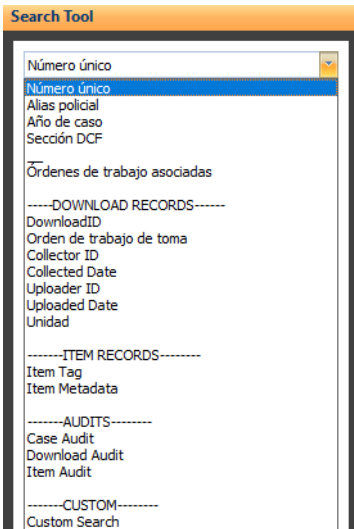 Search Tool
Número único
Número único
Alias policial
Año de caso
Sección DCF
__
Órdenes de trabajo asociadas
-----DOWNLOAD RECORDS------
DownloadID
Orden de trabajo de toma
Collector ID
Collected Date
Uploader ID
Uploaded Date
Unidad
-------ITEM RECORDS--------
Item Tag
Item Metadata
-------AUDITS--------
Case Audit
Download Audit
Item Audit
-------CUSTOM--------
Custom Search